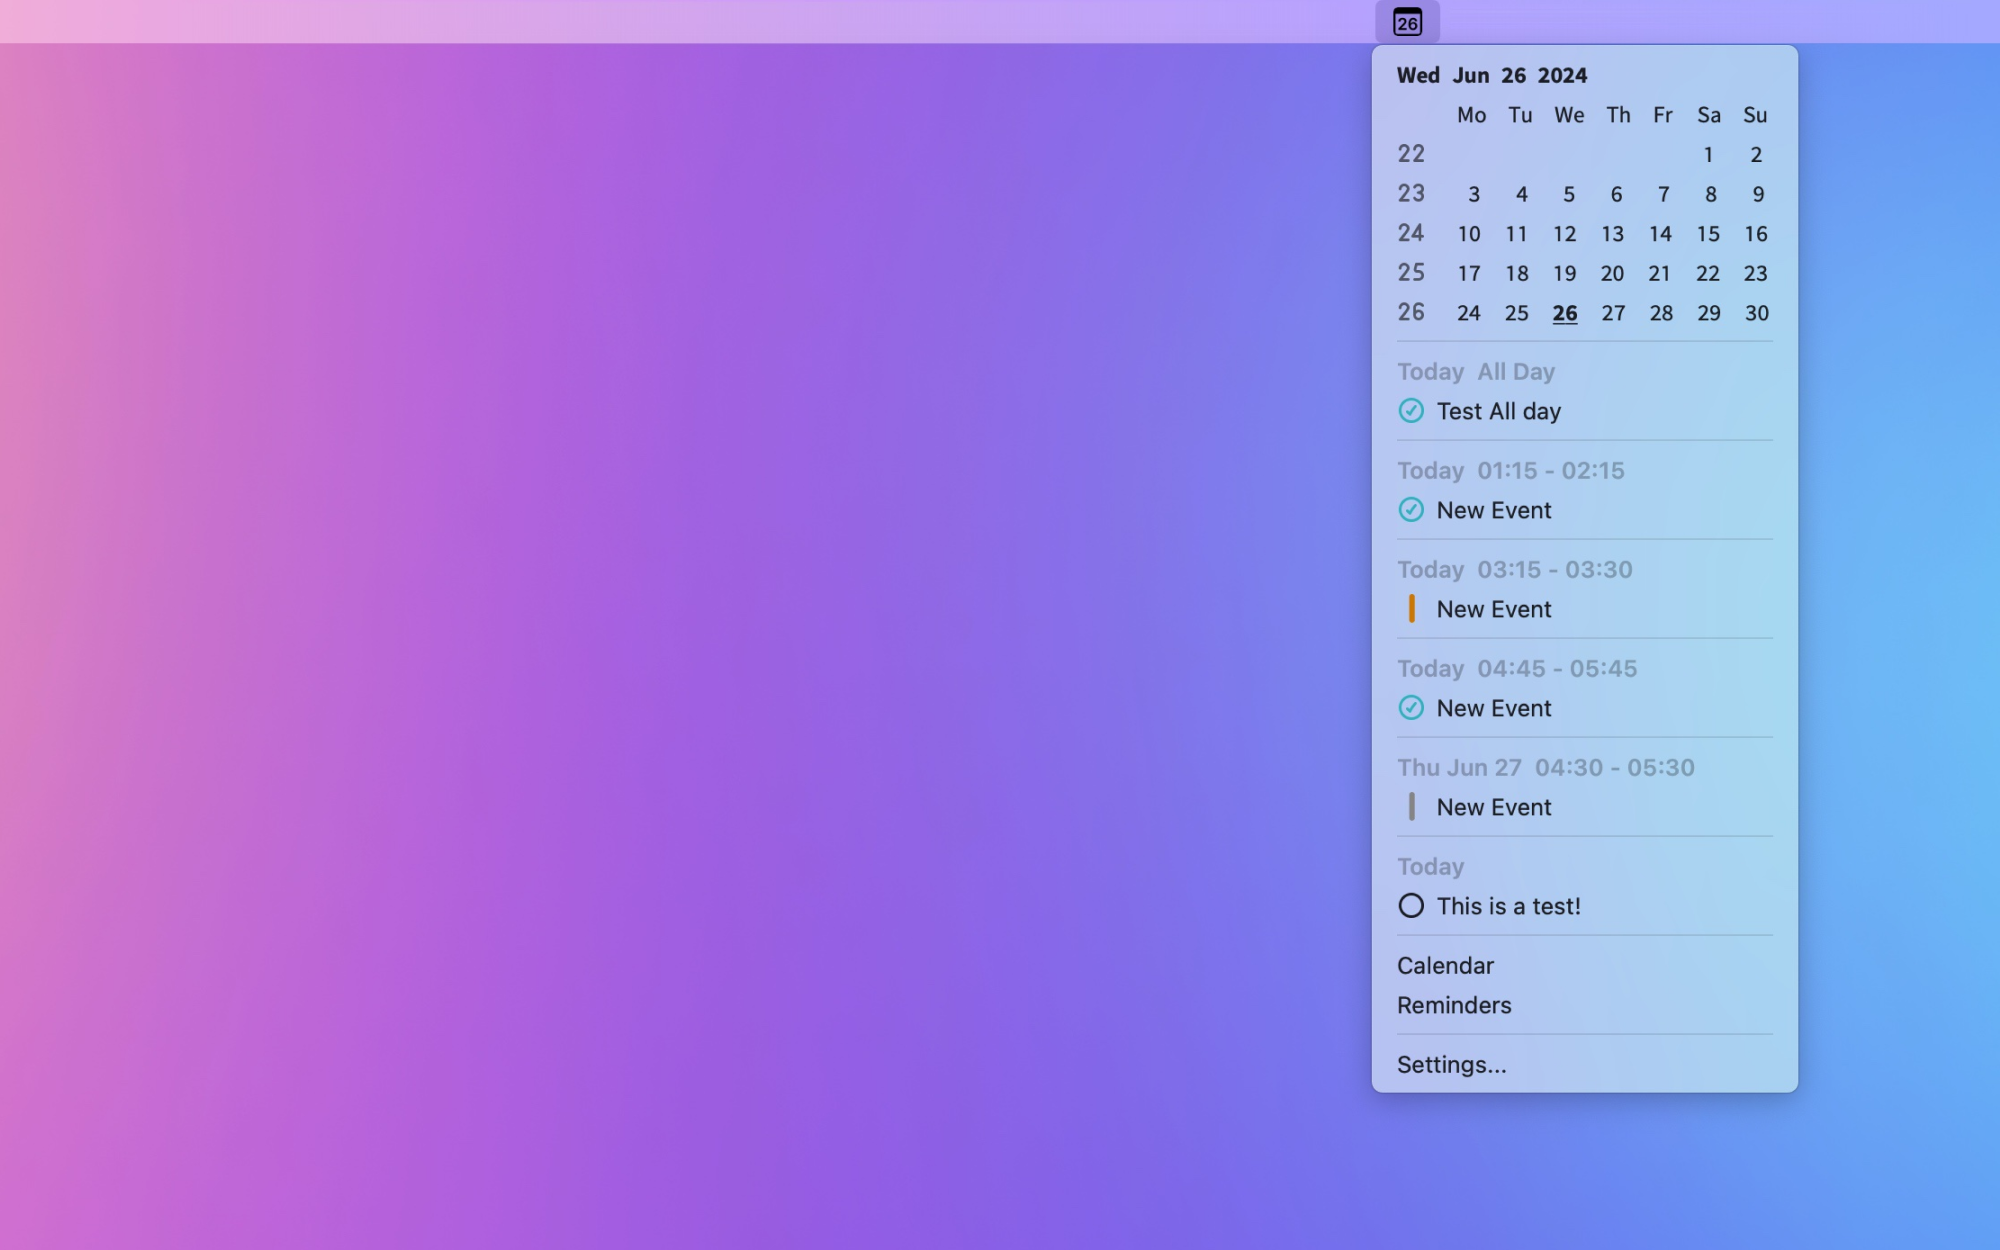 26
Wed Jun 26 2024
Mo Tu We Th Fr Sa Su
22 1 2
23 3 4 5 6 7 8 9
24 10 11 12 13 14 15 16
25 17 18 19 20 21 22 23
26 24 25 26 27 28 29 30
Today All Day
Test All day
Today 01:15 - 02:15
New Event
Today 03:15 - 03:30
New Event
Today 04:45 - 05:45
New Event
Thu Jun 27 04:30 - 05:30
New Event
Today
This is a test!
Calendar
Reminders
Settings...